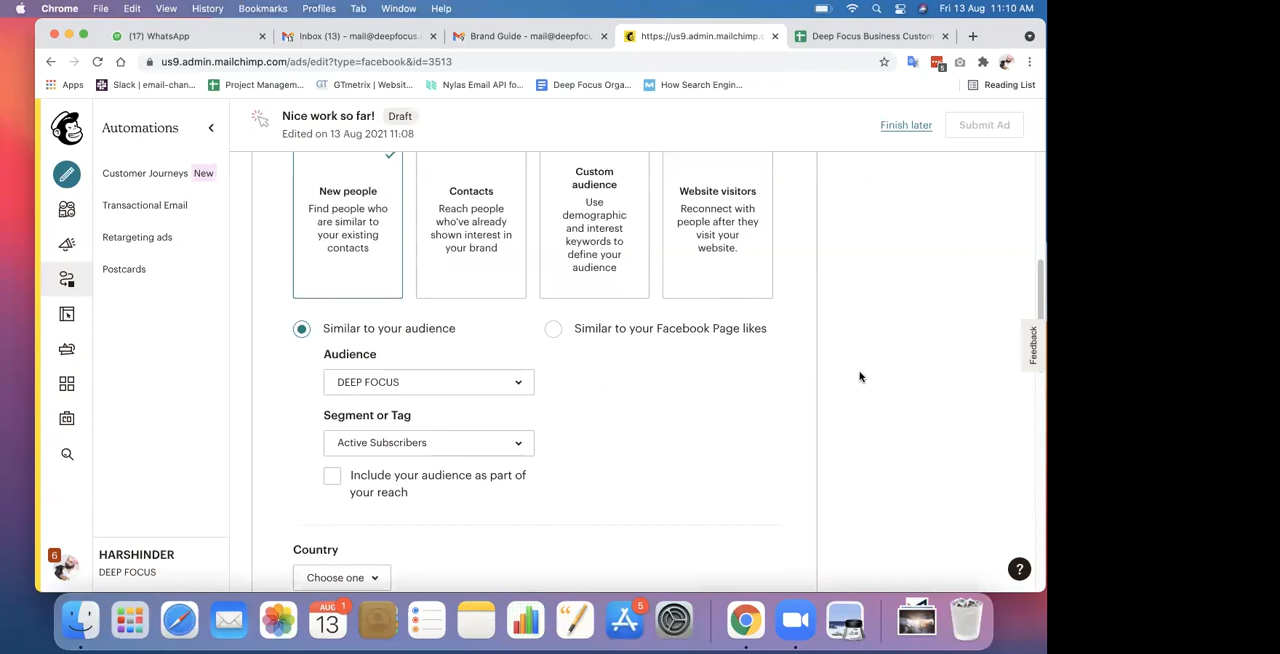 Chrome File Edit View History Bookmarks Profiles Tab Window Help
Fri 13 Aug 11:10 AM
(17) WhatsApp
Inbox (13) - mail@deepfocus.
Brand Guide - mail@deepfoc
https://us9.admin.mailchimp.c
Deep Focus Business Custom
us9.admin.mailchimp.com/ads/edit?type=facebook&id=3513
6
Apps
Slack | email-chan...
Project Managem...
GTmetrix | Websit...
Nylas Email API fo...
Deep Focus Orga...
How Search Engin...
Reading List
Automations
Nice work so far! Draft
Edited on 13 Aug 2021 11:08
Finish later
Submit Ad
Customer Journeys New
Transactional Email
Retargeting ads
Postcards
New people
Find people who
are similar to
your existing
contacts
Contacts
Reach people
who've already
shown interest in
your brand
Custom
audience
Use
demographic
and interest
keywords to
define your
audience
Website visitors
Reconnect with
people after they
visit your
website.
Similar to your audience
Similar to your Facebook Page likes
Audience
DEEP FOCUS
Segment or Tag
Active Subscribers
Include your audience as part of
your reach
Country
Choose one
Feedback
?
6
HARSHINDER
DEEP FOCUS
AUG 1
13
5